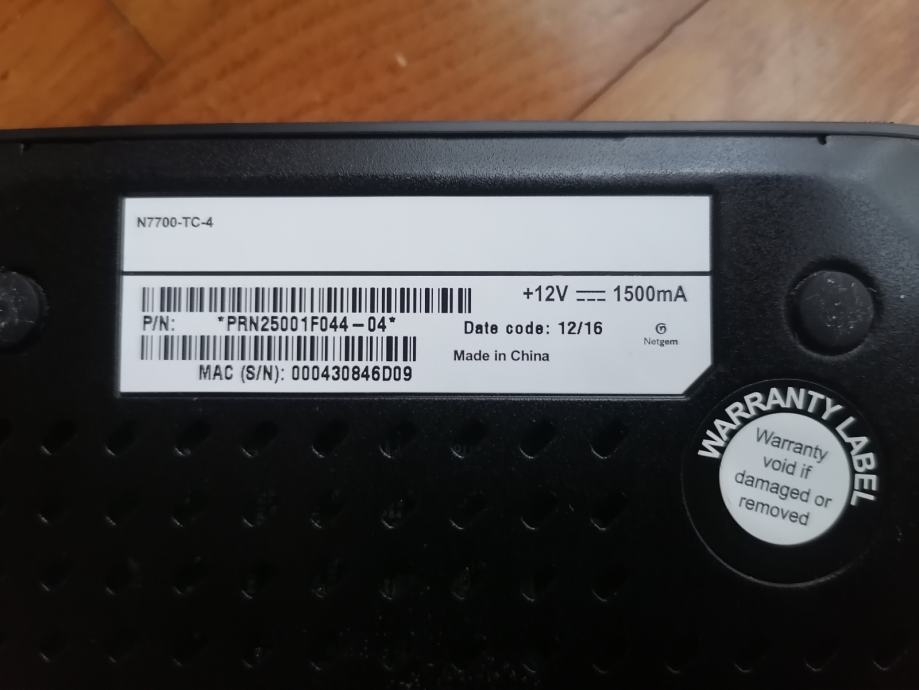 N7700-TC-4
+12V ⎓ 1500mA
P/N: *PRN25001F044-04*
Date code: 12/16
Netgem
Made in China
MAC (S/N): 000430846D09
WARRANTY LABEL
Warranty
void if
damaged or
removed